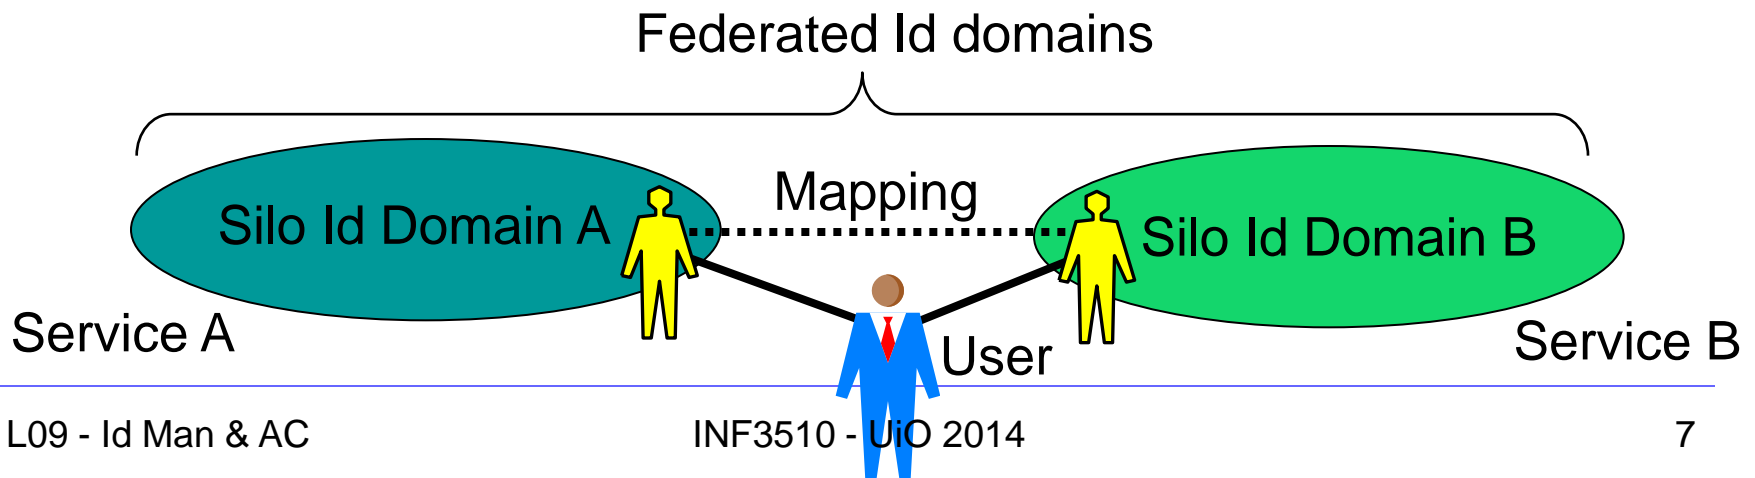 Federated Id domains
Mapping
Silo Id Domain A
Silo Id Domain B
Service A
User
Service B
L09 - Id Man & AC
INF3510 - UiO 2014
7